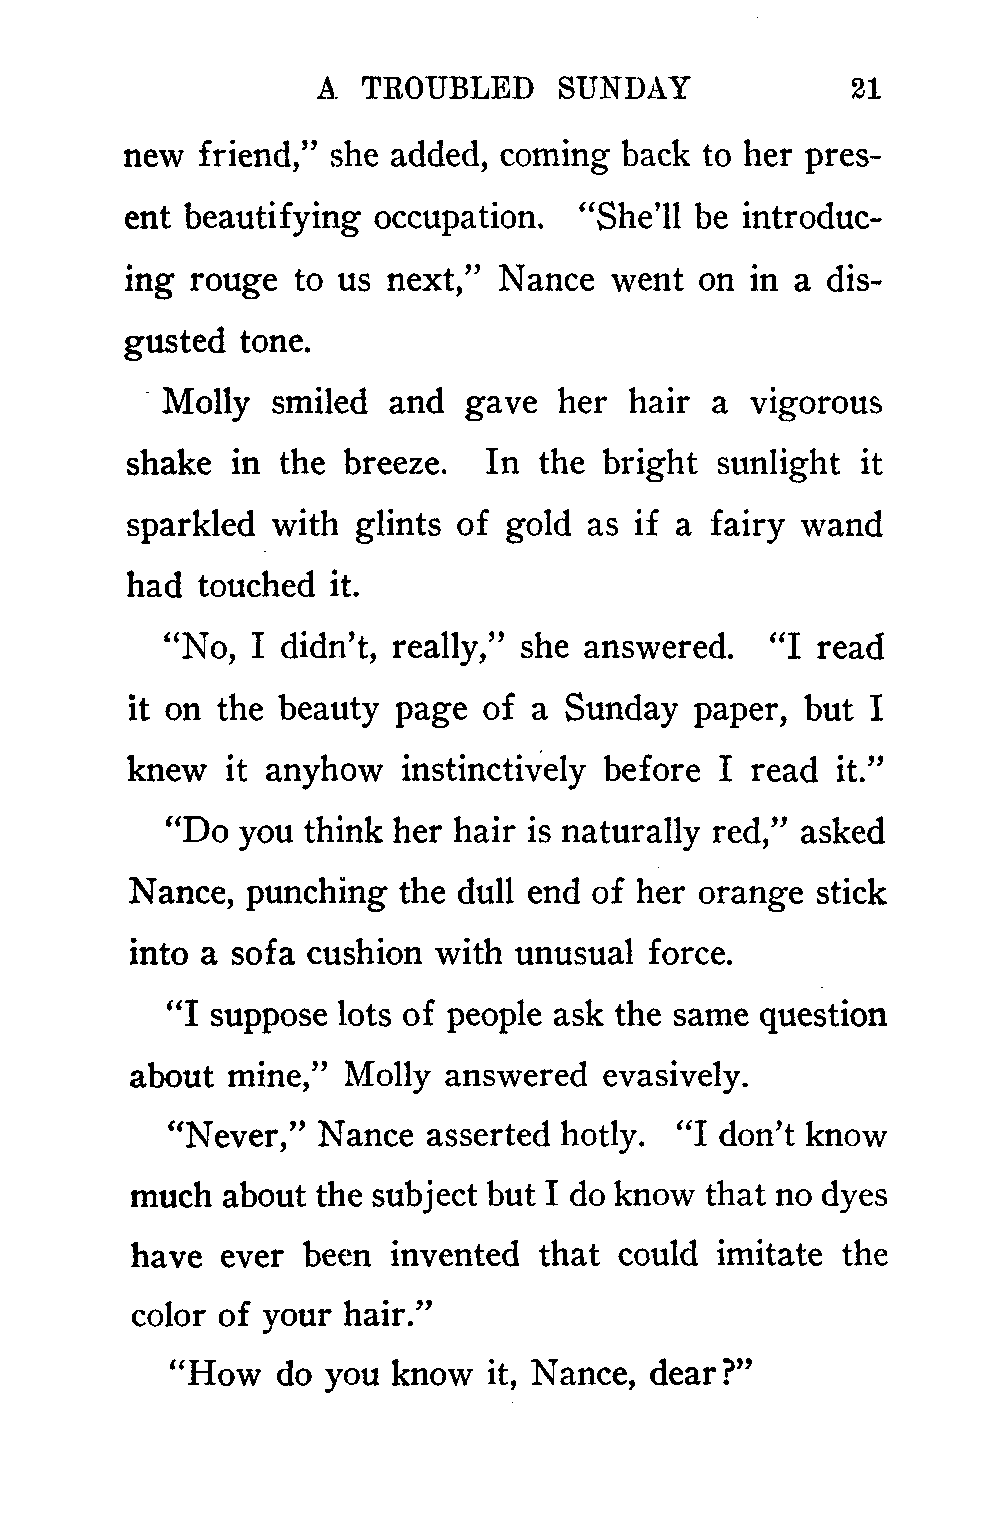 A TROUBLED SUNDAY 21
new friend,” she added, coming back to her pres-
ent beautifying occupation. “She’ll be introduc-
ing rouge to us next,” Nance went on in a dis-
gusted tone.
Molly smiled and gave her hair a vigorous
shake in the breeze. In the bright sunlight it
sparkled with glints of gold as if a fairy wand
had touched it.
“No, I didn’t, really,” she answered. “I read
it on the beauty page of a Sunday paper, but I
knew it anyhow instinctively before I read it.”
“Do you think her hair is naturally red,” asked
Nance, punching the dull end of her orange stick
into a sofa cushion with unusual force.
“I suppose lots of people ask the same question
about mine,” Molly answered evasively.
“Never,” Nance asserted hotly. “I don’t know
much about the subject but I do know that no dyes
have ever been invented that could imitate the
color of your hair.”
“How do you know it, Nance, dear?”